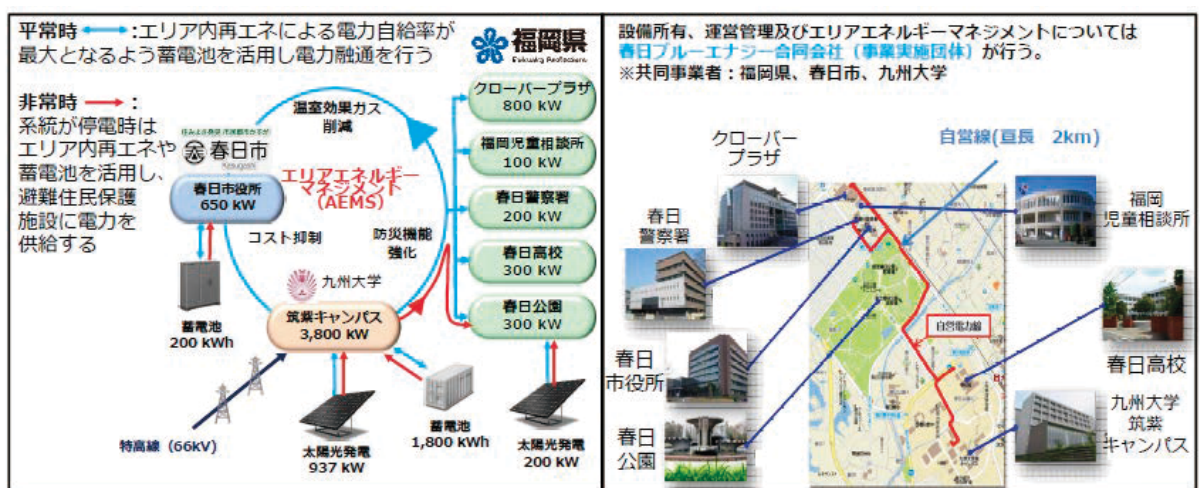 平常時 ⟷:エリア内再エネによる電力自給率が
最大となるよう蓄電池を活用し電力融通を行う
非常時 ⟶:
系統が停電時は
エリア内再エネや
蓄電池を活用し、
避難住民保護
施設に電力を
供給する
福岡県
Fukuoka Prefecture
温室効果ガス
削減
春日市
Kasuga city
春日市役所
650 kW
エリアエネルギー
マネジメント
(AEMS)
コスト抑制
防災機能
強化
クローバープラザ
800 kW
福岡児童相談所
100 kW
春日警察署
200 kW
春日高校
300 kW
春日公園
300 kW
蓄電池
200 kWh
九州大学
筑紫キャンパス
3,800 kW
特高線(66kV)
太陽光発電
937 kW
蓄電池
1,800 kWh
太陽光発電
200 kW
設備所有、運営管理及びエリアエネルギーマネジメントについては
春日ブルーエナジー合同会社(事業実施団体)が行う。
※共同事業者:福岡県、春日市、九州大学
クローバー
プラザ
自営線(亘長 2km)
福岡
児童相談所
春日
警察署
自営電力線
春日
市役所
春日高校
春日
公園
九州大学
筑紫
キャンパス